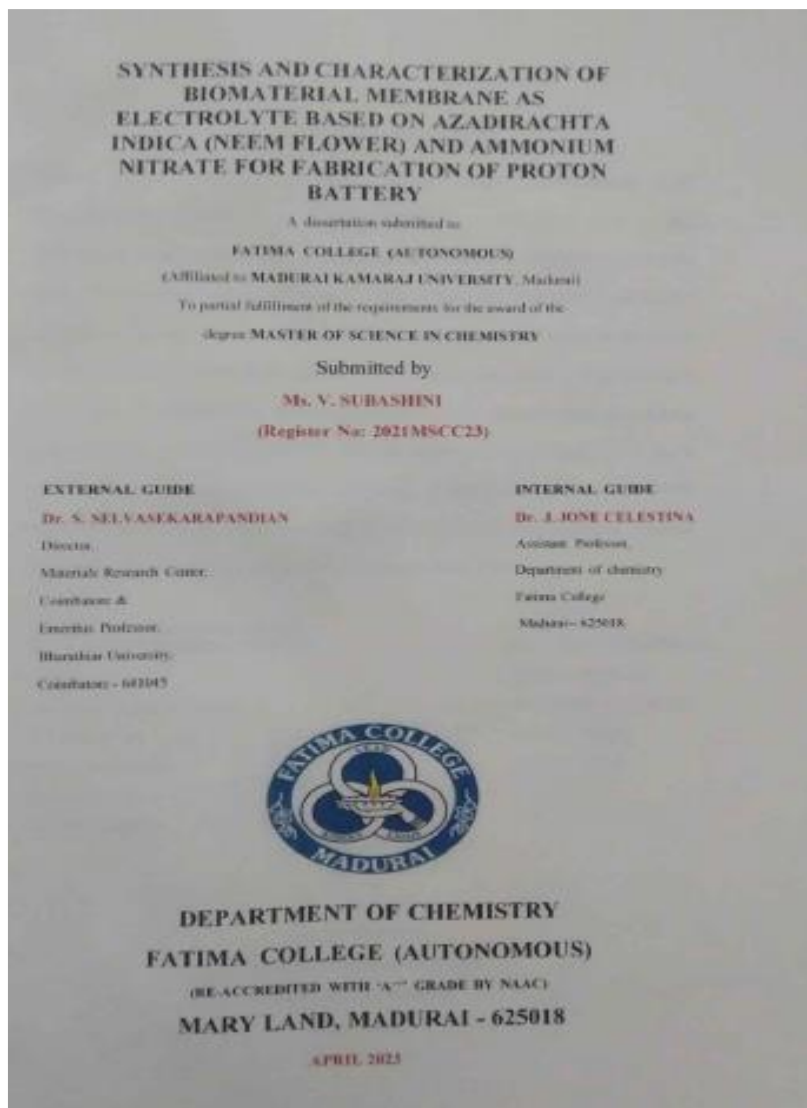 SYNTHESIS AND CHARACTERIZATION OF
BIOMATERIAL MEMBRANE AS
ELECTROLYTE BASED ON AZADIRACHTA
INDICA (NEEM FLOWER) AND AMMONIUM
NITRATE FOR FABRICATION OF PROTON
BATTERY
A dissertation submitted to
FATIMA COLLEGE (AUTONOMOUS)
(Affiliated to MADURAI KAMARAJ UNIVERSITY, Madurai)
To partial fulfillment of the requirements for the award of the
degree MASTER OF SCIENCE IN CHEMISTRY
Submitted by
Ms. V. SUBASHINI
(Register No: 2021MSCC23)
EXTERNAL GUIDE
Dr. S. SELVASEKARAPANDIAN
Director,
Materials Research Center,
Coimbatore &
Emeritus Professor,
Bharathiar University,
Coimbatore -
INTERNAL GUIDE
Dr. J. JONE CELESTINA
Assistant Professor,
Department of chemistry
Fatima College
Madurai - 625018
FATIMA COLLEGE
MADURAI
DEPARTMENT OF CHEMISTRY
FATIMA COLLEGE (AUTONOMOUS)
(RE-ACCREDITED WITH GRADE BY NAAC)
MARY LAND, MADURAI - 625018
APRIL 2023